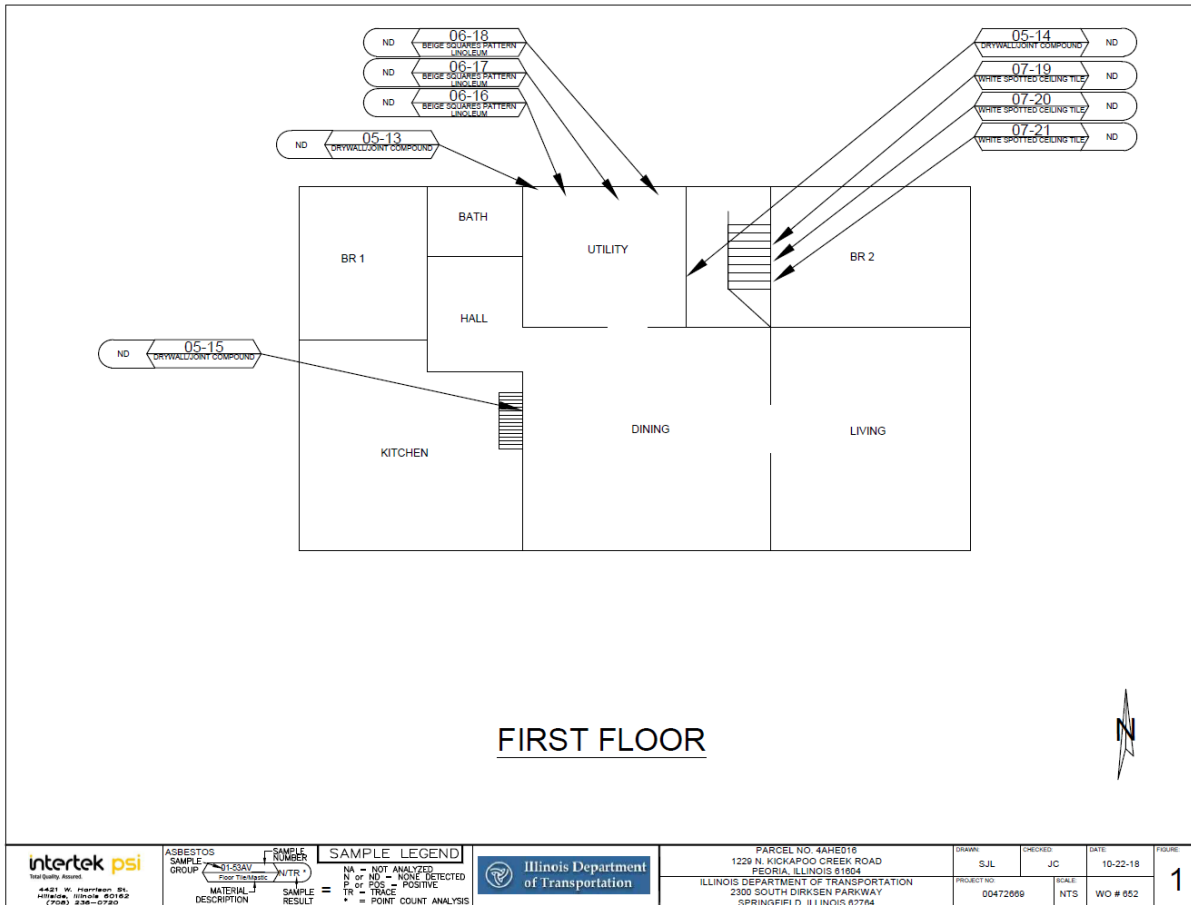 ND
06-18
BEIGE SQUARES PATTERN
LINOLEUM
ND
06-17
BEIGE SQUARES PATTERN
LINOLEUM
ND
06-16
BEIGE SQUARES PATTERN
LINOLEUM
ND
05-13
DRYWALL/JOINT COMPOUND
05-14
DRYWALL/JOINT COMPOUND
ND
07-19
WHITE SPOTTED CEILING TILE
ND
07-20
WHITE SPOTTED CEILING TILE
ND
07-21
WHITE SPOTTED CEILING TILE
ND
BATH
BR 1
UTILITY
BR 2
HALL
ND
05-15
DRYWALL/JOINT COMPOUND
KITCHEN
DINING
LIVING
FIRST FLOOR
N
intertek psi
Total Quality. Assured.
4421 W. Harrison St.
Hillside, Illinois 60162
(708) 236-0720
ASBESTOS
SAMPLE
GROUP
SAMPLE
NUMBER
01-53AV
Floor Tile/Mastic
N/TR *
MATERIAL
DESCRIPTION
SAMPLE
RESULT
=
SAMPLE LEGEND
NA - NOT ANALYZED
N or ND - NONE DETECTED
P or POS - POSITIVE
TR - TRACE
* = POINT COUNT ANALYSIS
Illinois Department
of Transportation
PARCEL NO. 4AHE016
1229 N. KICKAPOO CREEK ROAD
PEORIA, ILLINOIS 61604
ILLINOIS DEPARTMENT OF TRANSPORTATION
2300 SOUTH DIRKSEN PARKWAY
SPRINGFIELD, ILLINOIS 62764
DRAWN:
SJL
CHECKED:
JC
DATE:
10-22-18
PROJECT NO:
00472669
SCALE:
NTS
WO # 652
FIGURE:
1